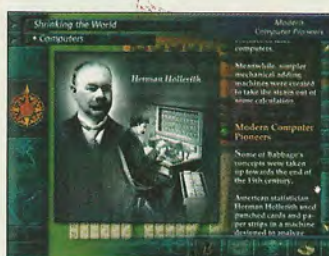 Shrinking the World
• Computers
Modern
Computer Pioneers
Herman Hollerith
computers.
Meanwhile, simpler
mechanical adding
machines were created
to take the strain out of
some calculation.
Modern Computer
Pioneers
Some of Babbage's
concepts were taken
up towards the end of
the 19th century.
American statistician
Herman Hollerith used
punched cards and pa-
per strips in a machine
designed to analyze